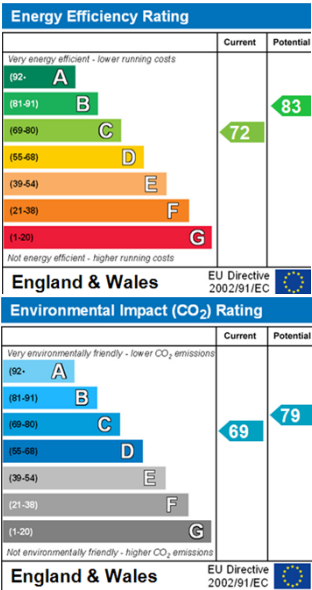 Energy Efficiency Rating
Current Potential
Very energy efficient - lower running costs
(92- A
(81-91) B
83
(69-80) C
72
(55-68) D
(39-54) E
(21-38) F
(1-20) G
Not energy efficient - higher running costs
England & Wales
EU Directive
2002/91/EC
Environmental Impact (CO2) Rating
Current Potential
Very environmentally friendly - lower CO2 emissions
(92- A
(81-91) B
(69-80) C
69
79
(55-68) D
(39-54) E
(21-38) F
(1-20) G
Not environmentally friendly - higher CO2 emissions
England & Wales
EU Directive
2002/91/EC